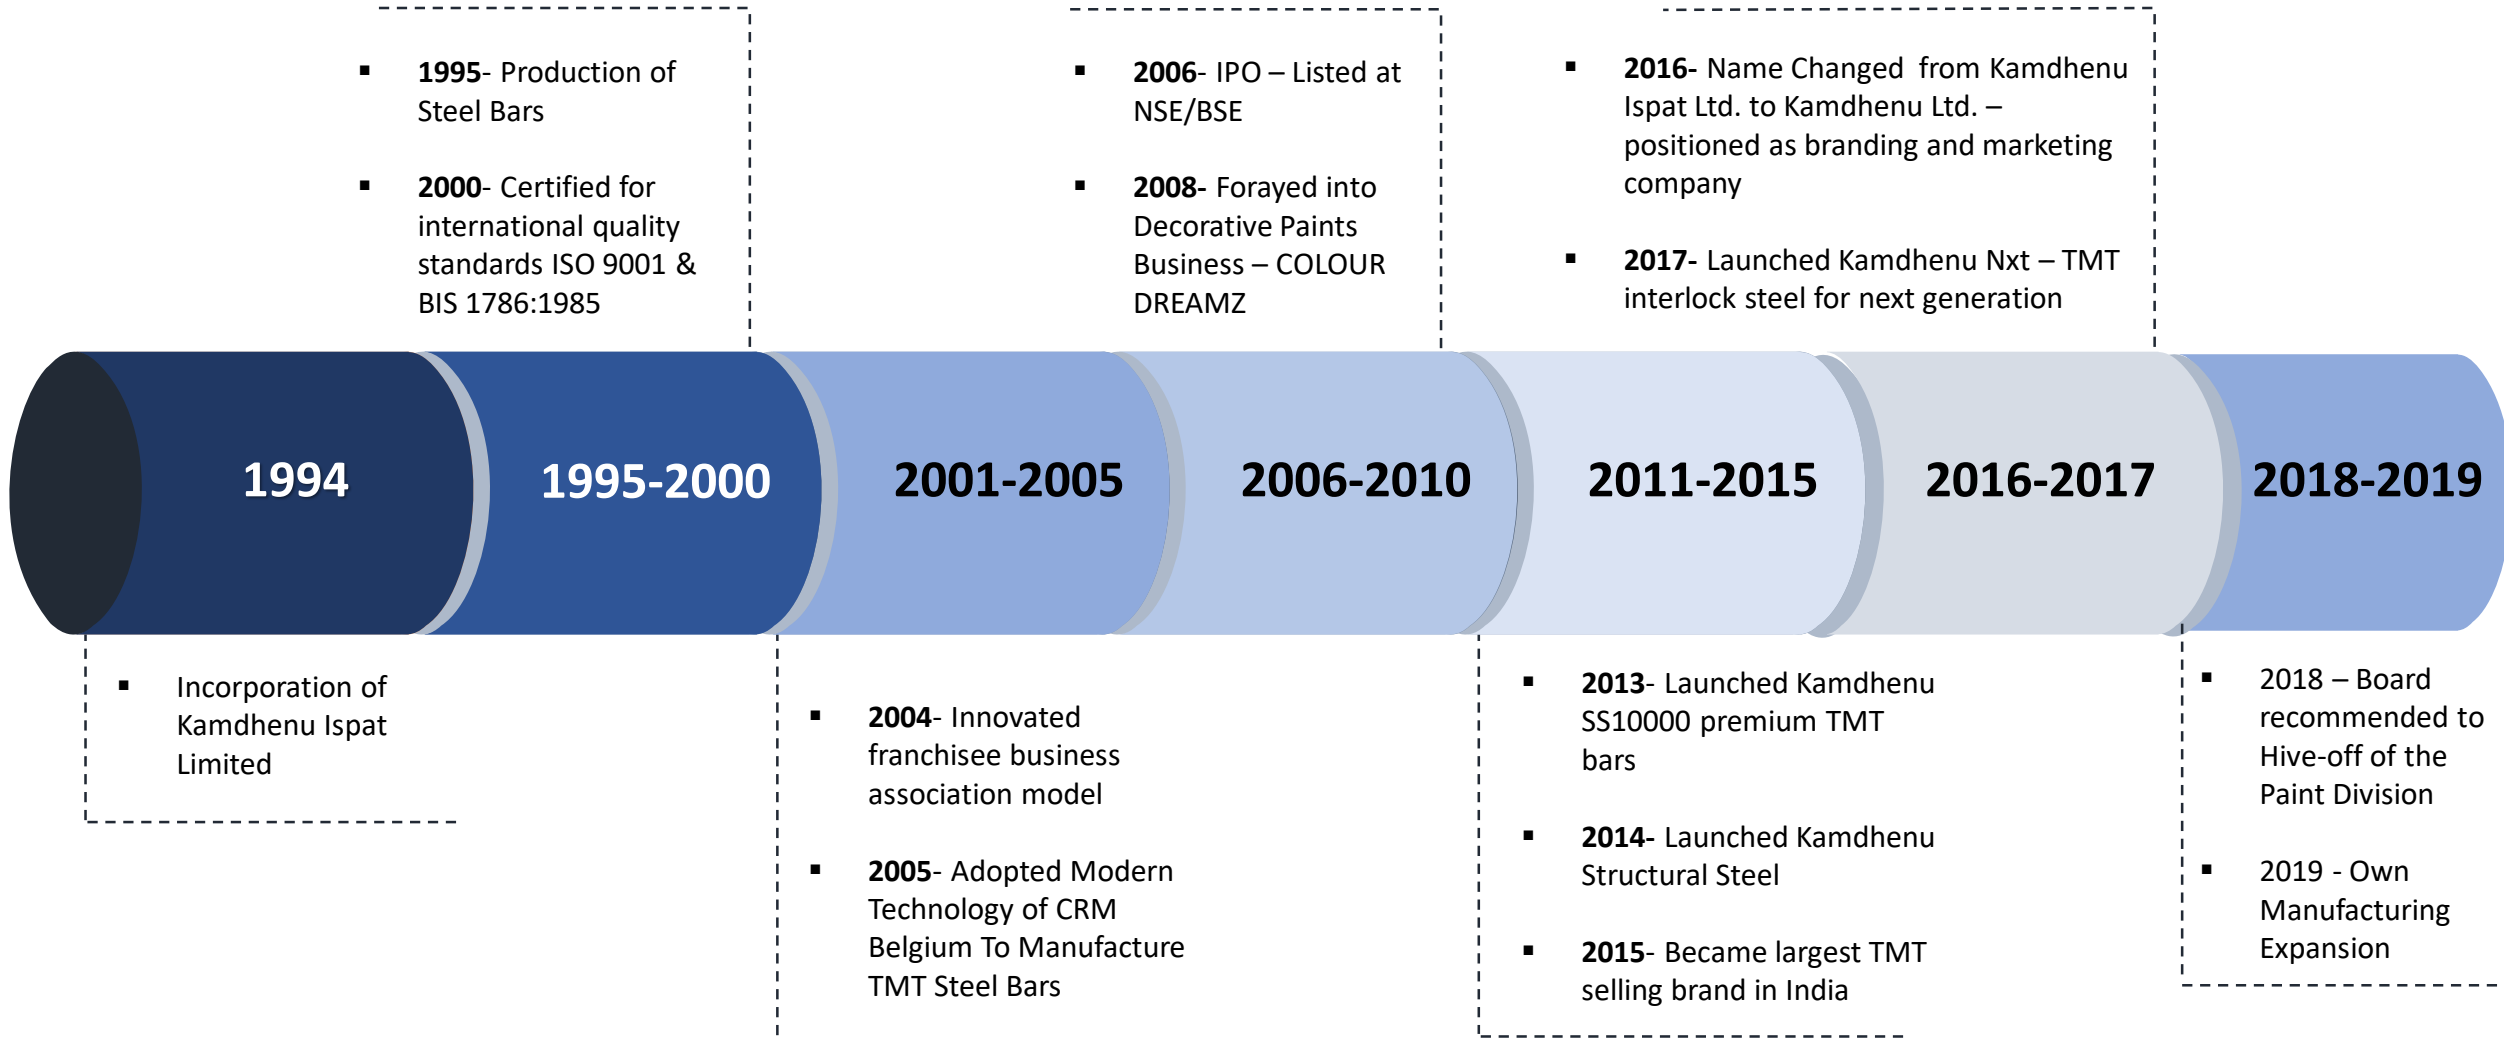 ▪ 1995- Production of
Steel Bars
▪ 2000- Certified for
international quality
standards ISO 9001 &
BIS 1786:1985
▪ 2006- IPO – Listed at
NSE/BSE
▪ 2008- Forayed into
Decorative Paints
Business – COLOUR
DREAMZ
▪ 2016- Name Changed from Kamdhenu
Ispat Ltd. to Kamdhenu Ltd. –
positioned as branding and marketing
company
▪ 2017- Launched Kamdhenu Nxt – TMT
interlock steel for next generation
1994
1995-2000
2001-2005
2006-2010
2011-2015
2016-2017
2018-2019
▪ Incorporation of
Kamdhenu Ispat
Limited
▪ 2004- Innovated
franchisee business
association model
▪ 2005- Adopted Modern
Technology of CRM
Belgium To Manufacture
TMT Steel Bars
▪ 2013- Launched Kamdhenu
SS10000 premium TMT
bars
▪ 2014- Launched Kamdhenu
Structural Steel
▪ 2015- Became largest TMT
selling brand in India
▪ 2018 – Board
recommended to
Hive-off of the
Paint Division
▪ 2019 - Own
Manufacturing
Expansion